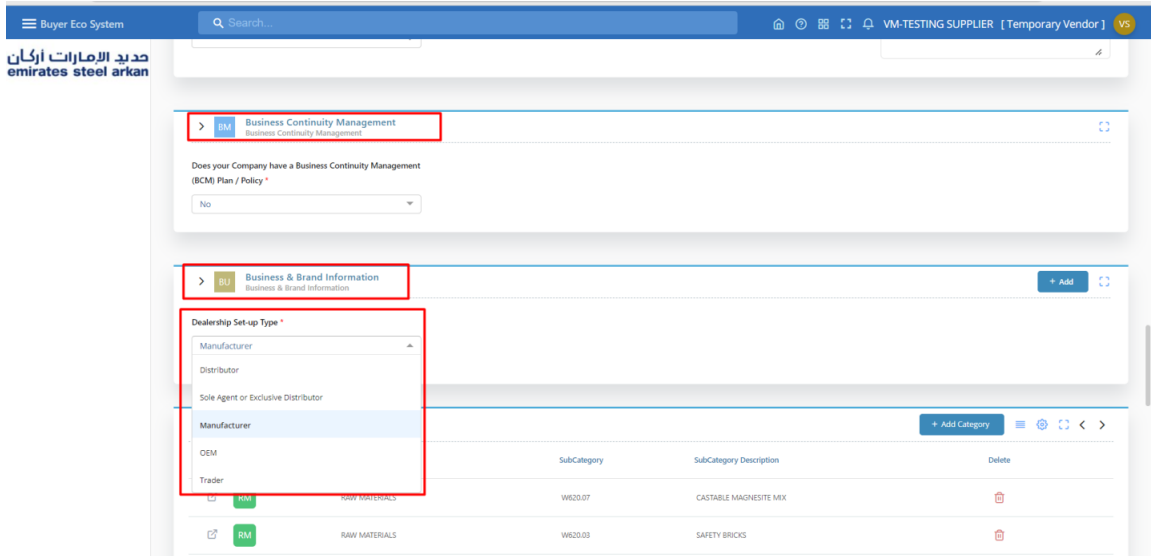 Buyer Eco System
Search...
VM-TESTING SUPPLIER [ Temporary Vendor ]
VS
حديد الإمارات أركان
emirates steel arkan
BM
Business Continuity Management
Business Continuity Management
Does your Company have a Business Continuity Management
(BCM) Plan / Policy *
No
BU
Business & Brand Information
Business & Brand Information
+ Add
Dealership Set-up Type *
Manufacturer
Distributor
Sole Agent or Exclusive Distributor
Manufacturer
OEM
Trader
+ Add Category
SubCategory
SubCategory Description
Delete
RM
RAW MATERIALS
W620.07
CASTABLE MAGNESITE MIX
RM
RAW MATERIALS
W620.03
SAFETY BRICKS